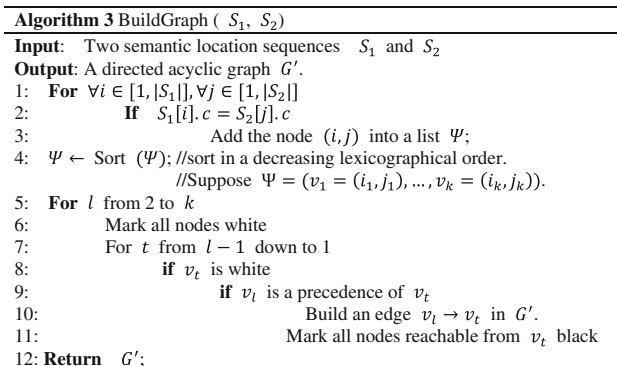 Algorithm 3 BuildGraph ( S₁, S₂)
Input: Two semantic location sequences S₁ and S₂
Output: A directed acyclic graph G′.
1: For ∀i ∈ [1, |S₁|], ∀j ∈ [1, |S₂|]
2: If S₁[i]. c = S₂[j]. c
3: Add the node (i, j) into a list Ψ;
4: Ψ ← Sort (Ψ); //sort in a decreasing lexicographical order.
//Suppose Ψ = (v₁ = (i₁, j₁), … , vₖ = (iₖ, jₖ)).
5: For l from 2 to k
6: Mark all nodes white
7: For t from l − 1 down to 1
8: if vₜ is white
9: if vₗ is a precedence of vₜ
10: Build an edge vₗ → vₜ in G′.
11: Mark all nodes reachable from vₜ black
12: Return G′;